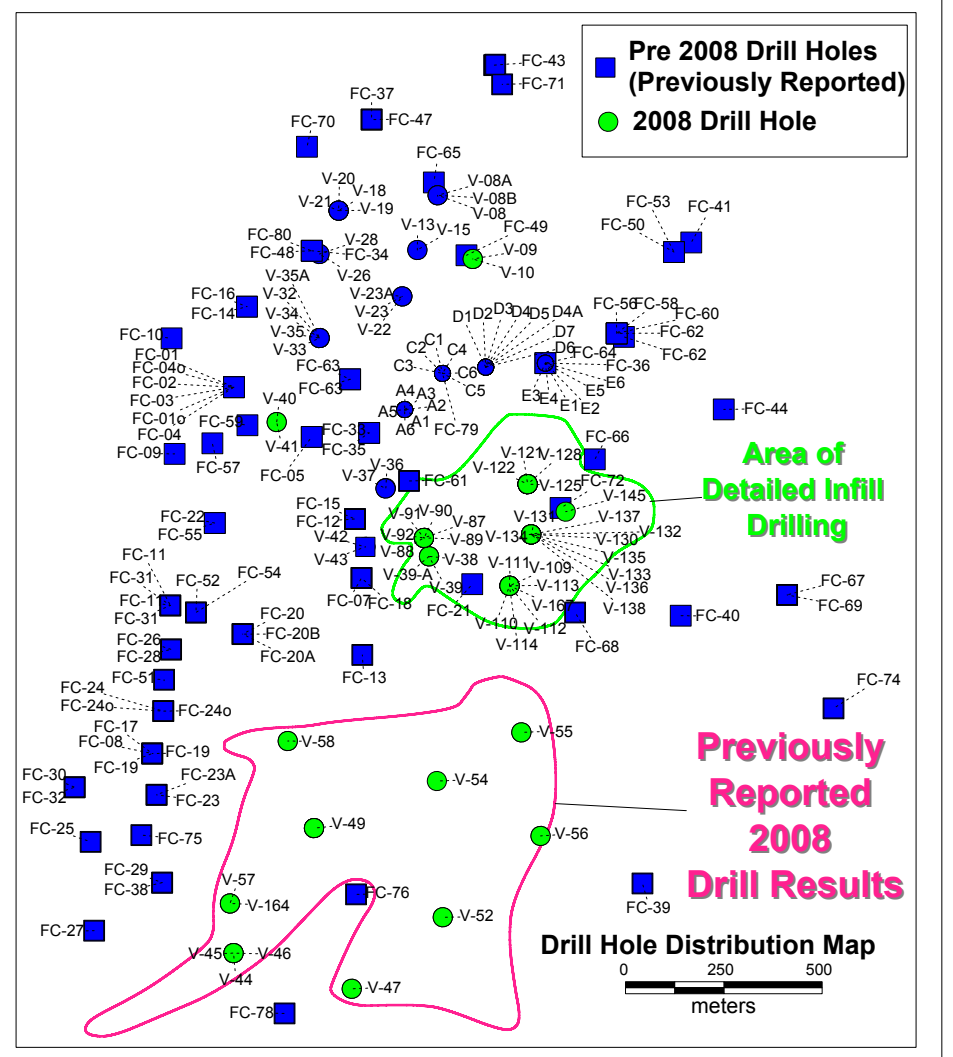 Pre 2008 Drill Holes
(Previously Reported)
2008 Drill Hole
FC-43
FC-71
FC-37
FC-47
FC-70
FC-65
V-20
V-18
V-21
V-19
V-08A
V-08B
V-08
V-13
V-15
FC-49
V-09
V-10
FC-53
FC-41
FC-50
FC-80
FC-48
V-28
FC-34
V-26
V-35A
V-32
V-34
V-35
V-33
V-23A
V-23
V-22
FC-16
FC-14
FC-10
FC-01
FC-04o
FC-02
FC-03
FC-01o
FC-04
FC-09
D1
D2
D3
D4
D5
D4A
D7
D6
FC-64
FC-36
E6
E5
E2
E1
E4
E3
FC-56
FC-58
FC-60
FC-62
FC-62
C1
C2
C3
C4
C6
C5
FC-79
FC-63
FC-63
A4
A3
A5
A2
A1
A6
V-40
V-41
FC-59
FC-57
FC-05
FC-33
FC-35
FC-44
FC-66
V-36
V-37
FC-61
V-121
V-128
V-122
V-125
FC-72
V-145
Area of
Detailed Infill
Drilling
FC-15
FC-12
FC-22
FC-55
V-42
V-43
V-91
V-90
V-87
V-92
V-89
V-88
V-38
V-39-A
V-39
V-131
V-134
V-137
V-132
V-130
V-135
V-133
V-136
V-138
V-111
V-109
V-113
V-167
V-110
V-112
V-114
FC-21
FC-07
FC-18
FC-68
FC-40
FC-67
FC-69
FC-11
FC-31
FC-11
FC-31
FC-52
FC-54
FC-20
FC-20B
FC-20A
FC-26
FC-28
FC-13
FC-51
FC-24
FC-24o
FC-24o
FC-74
FC-17
FC-08
FC-19
FC-19
V-58
V-55
Previously
Reported
2008
Drill Results
FC-30
FC-32
FC-23A
FC-23
V-54
V-49
V-56
FC-25
FC-75
FC-29
FC-38
V-57
V-164
FC-76
FC-39
V-52
FC-27
V-45
V-46
V-44
V-47
FC-78
Drill Hole Distribution Map
0 250 500
meters